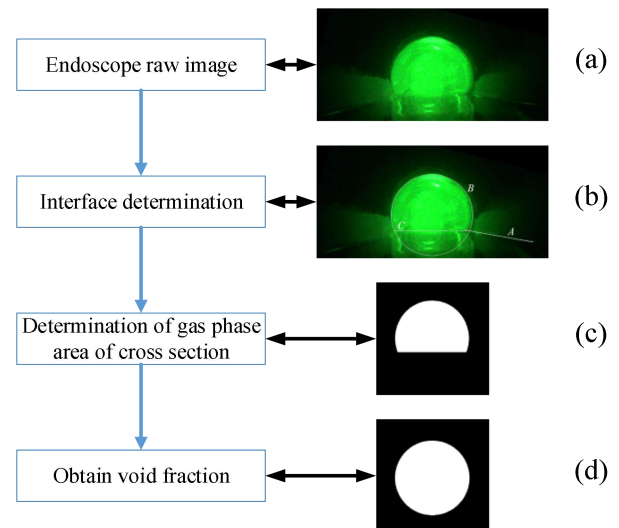 Endoscope raw image
(a)
Interface determination
B
C
A
(b)
Determination of gas phase
area of cross section
(c)
Obtain void fraction
(d)